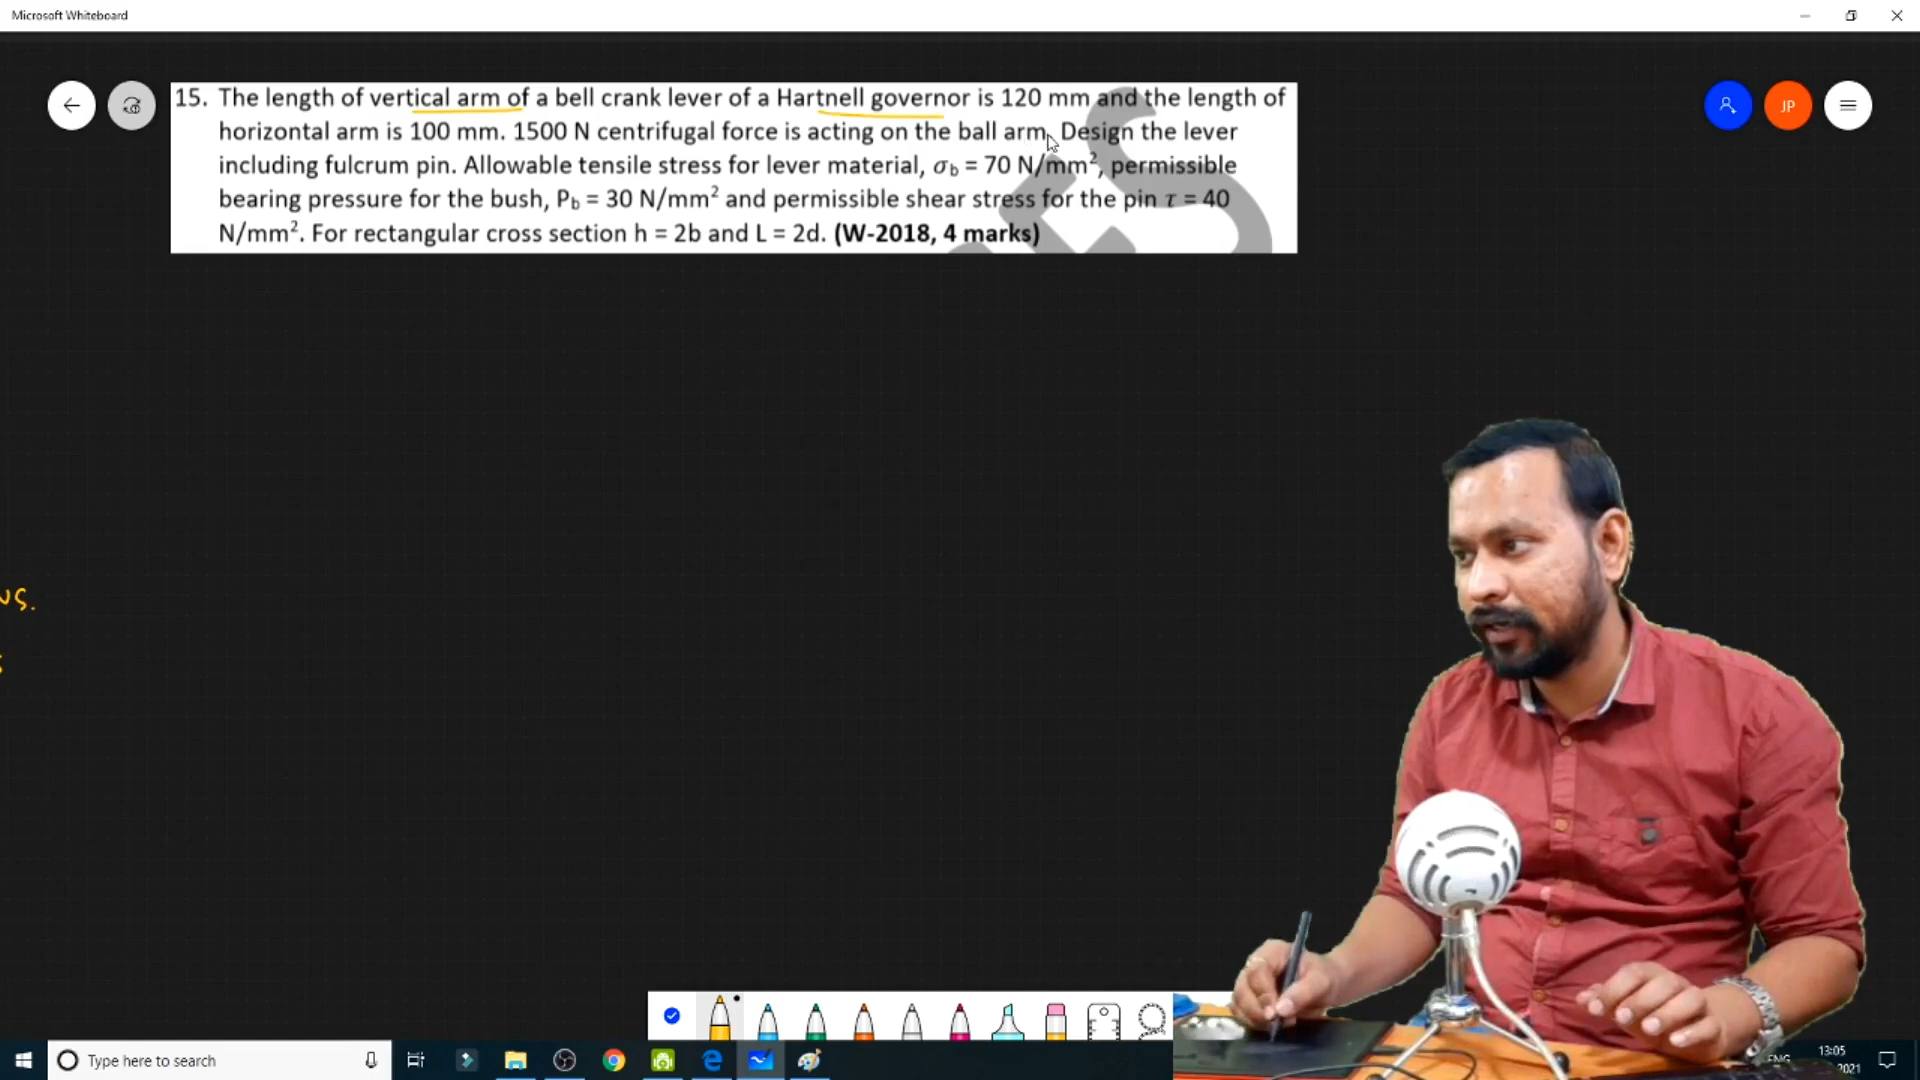 Microsoft Whiteboard
15. The length of vertical arm of a bell crank lever of a Hartnell governor is 120 mm and the length of
horizontal arm is 100 mm. 1500 N centrifugal force is acting on the ball arm. Design the lever
including fulcrum pin. Allowable tensile stress for lever material, σb = 70 N/mm², permissible
bearing pressure for the bush, Pb = 30 N/mm² and permissible shear stress for the pin τ = 40
N/mm². For rectangular cross section h = 2b and L = 2d. (W-2018, 4 marks)
JP
Type here to search
ENG
13:05
2021